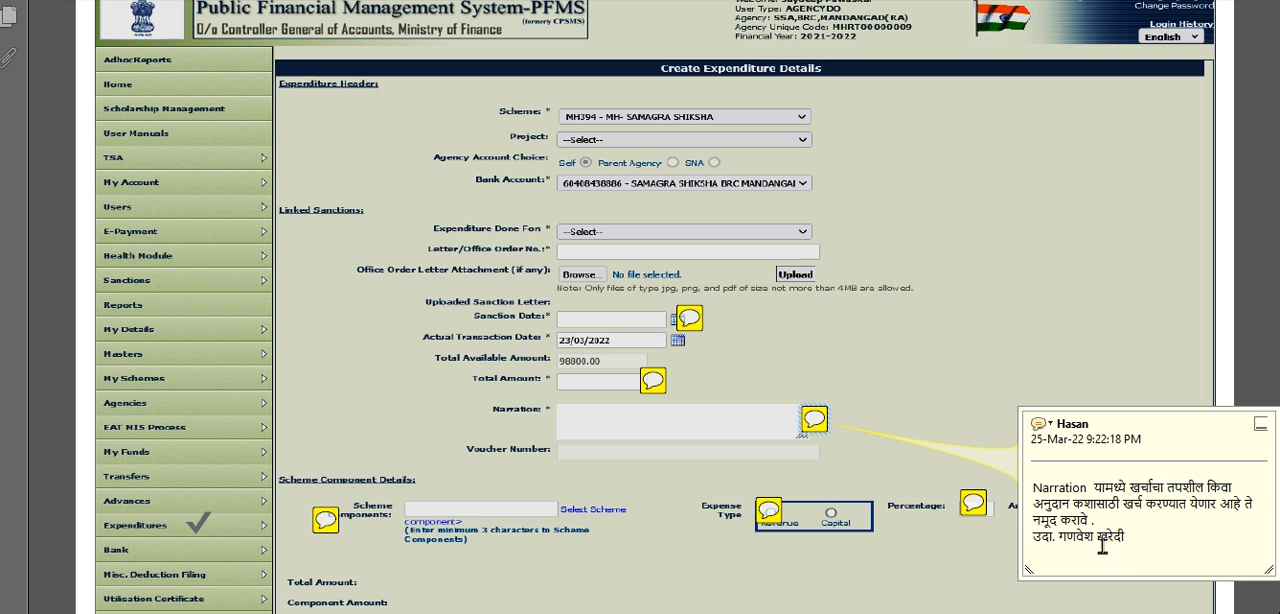 Public Financial Management System-PFMS
(formerly CPSMS)
O/o Controller General of Accounts, Ministry of Finance
User Type: AGENCYDO
Agency: SSA,BRC,MANDANGAD(RA)
Agency Unique Code: MHRT00000009
Financial Year: 2021-2022
Change Password
Login History
English
AdhocReports
Home
Scholarship Management
User Manuals
TSA
My Account
Users
E-Payment
Health Module
Sanctions
Reports
My Details
Masters
My Schemes
Agencies
EAT MIS Process
My Funds
Transfers
Advances
Expenditures
Bank
Misc. Deduction Filing
Utilisation Certificate
Create Expenditure Details
Expenditure Header:
Scheme: * MH394 - MH- SAMAGRA SHIKSHA
Project: --Select--
Agency Account Choice: Self Parent Agency SNA
Bank Account:* 60408438886 - SAMAGRA SHIKSHA BRC MANDANGAI
Linked Sanctions:
Expenditure Done For: * --Select--
Letter/Office Order No.:*
Office Order Letter Attachment (if any): Browse... No file selected. Upload
Note: Only files of type jpg, png, and pdf of size not more than 4MB are allowed.
Uploaded Sanction Letter:
Sanction Date:*
Actual Transaction Date: * 23/03/2022
Total Available Amount: 98800.00
Total Amount: *
Narration: *
Voucher Number:
Scheme Component Details:
Scheme
mponents:
Select Scheme
component>
(Enter minimum 3 characters to Scheme
Components)
Expense
Type
Capital
Percentage:
Total Amount:
Component Amount:
Hasan
25-Mar-22 9:22:18 PM
Narration यामध्ये खर्चाचा तपशील किवा
अनुदान कशासाठी खर्च करण्यात येणार आहे ते
नमूद करावे .
उदा. गणवेश खरेदी